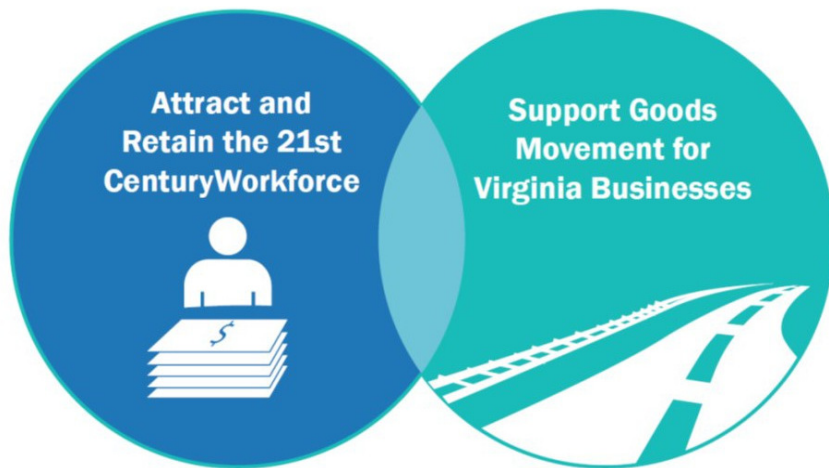 Attract and
Retain the 21st
CenturyWorkforce
$
Support Goods
Movement for
Virginia Businesses